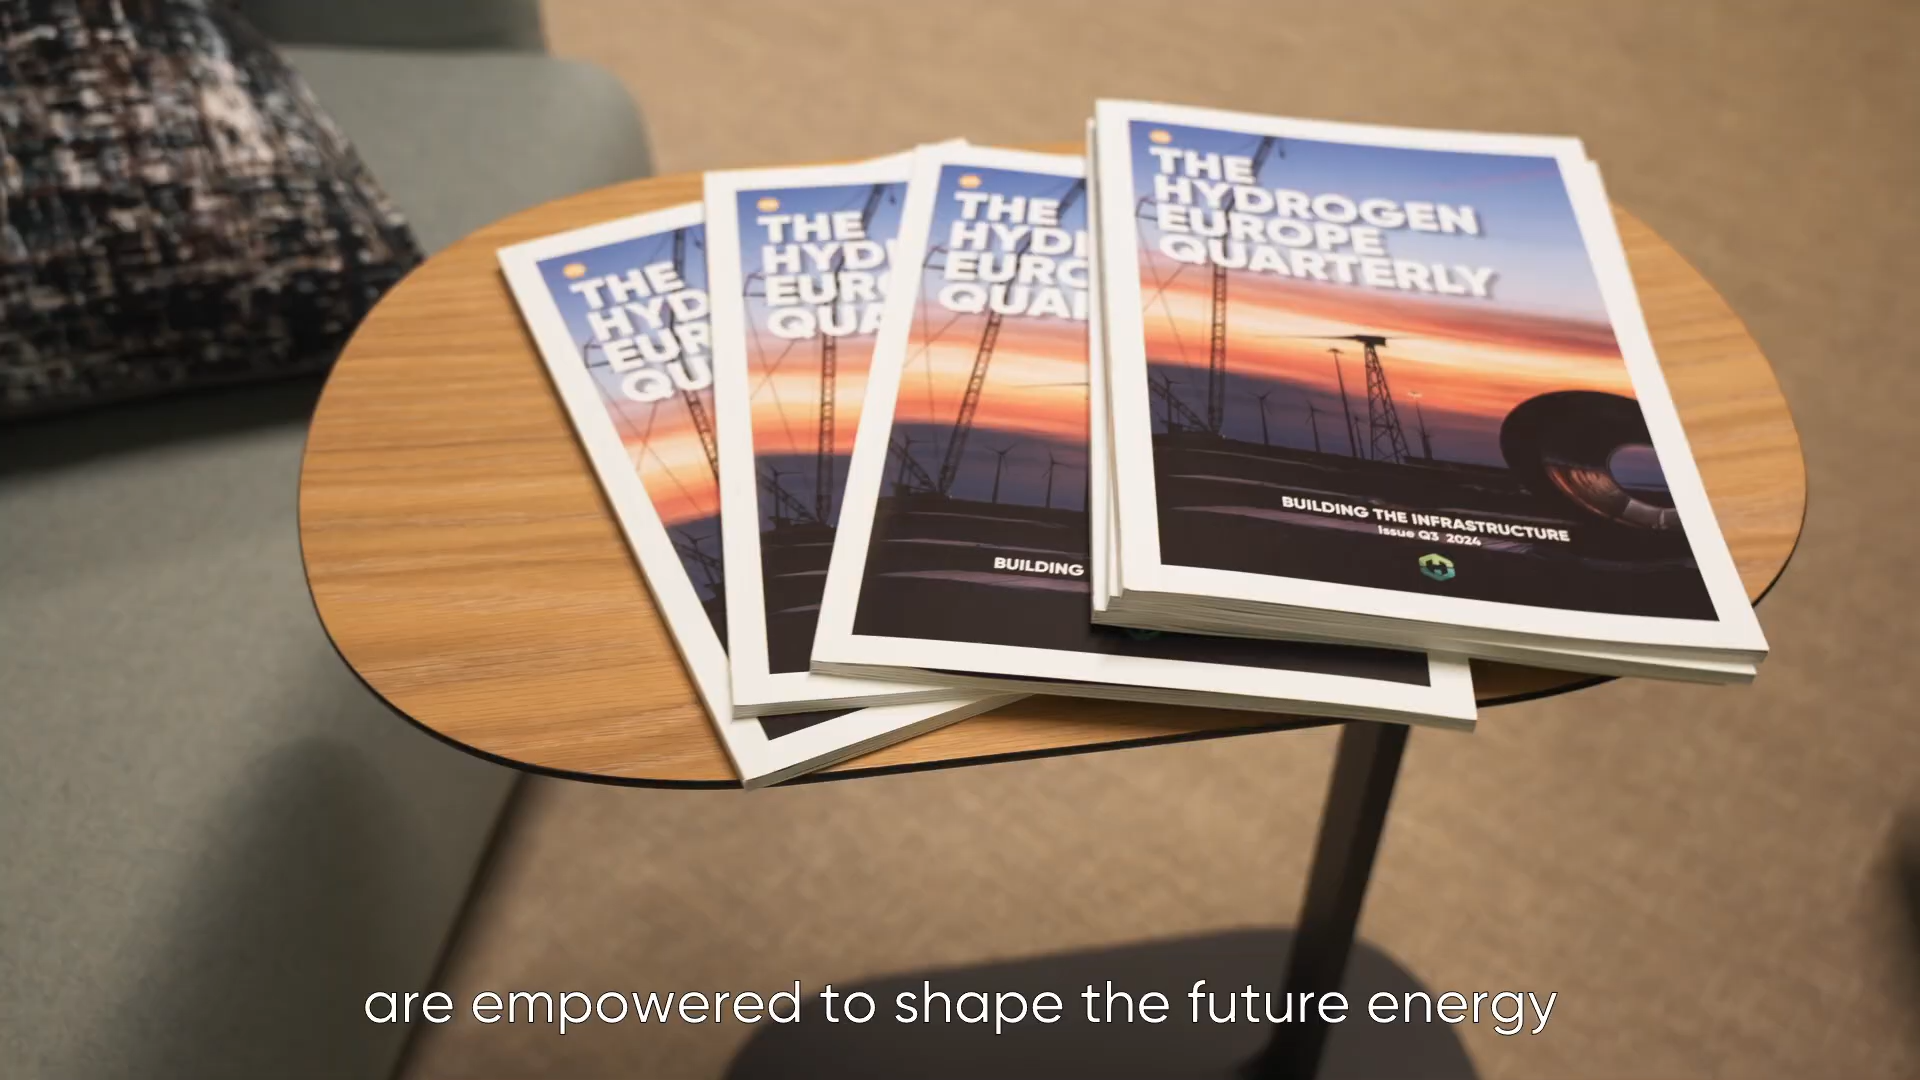 THE
HYD
EUR
QU
THE
HYD
EUR
QUA
THE
HYD
EURO
QUA
BUILDING
THE
HYDROGEN
EUROPE
QUARTERLY
BUILDING THE INFRASTRUCTURE
Issue Q3 2024
are empowered to shape the future energy